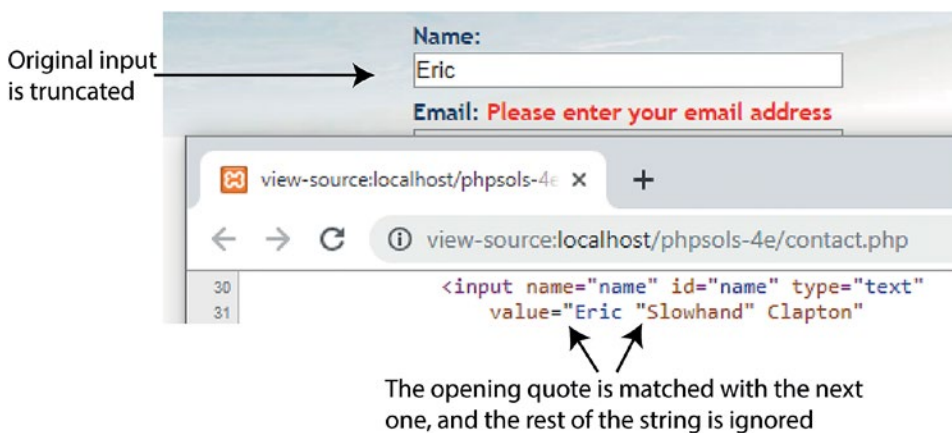 Name:
Original input
is truncated
Eric
Email: Please enter your email address
view-source:localhost/phpsols-4e
view-source:localhost/phpsols-4e/contact.php
30 <input name="name" id="name" type="text"
31 value="Eric "Slowhand" Clapton"
The opening quote is matched with the next
one, and the rest of the string is ignored